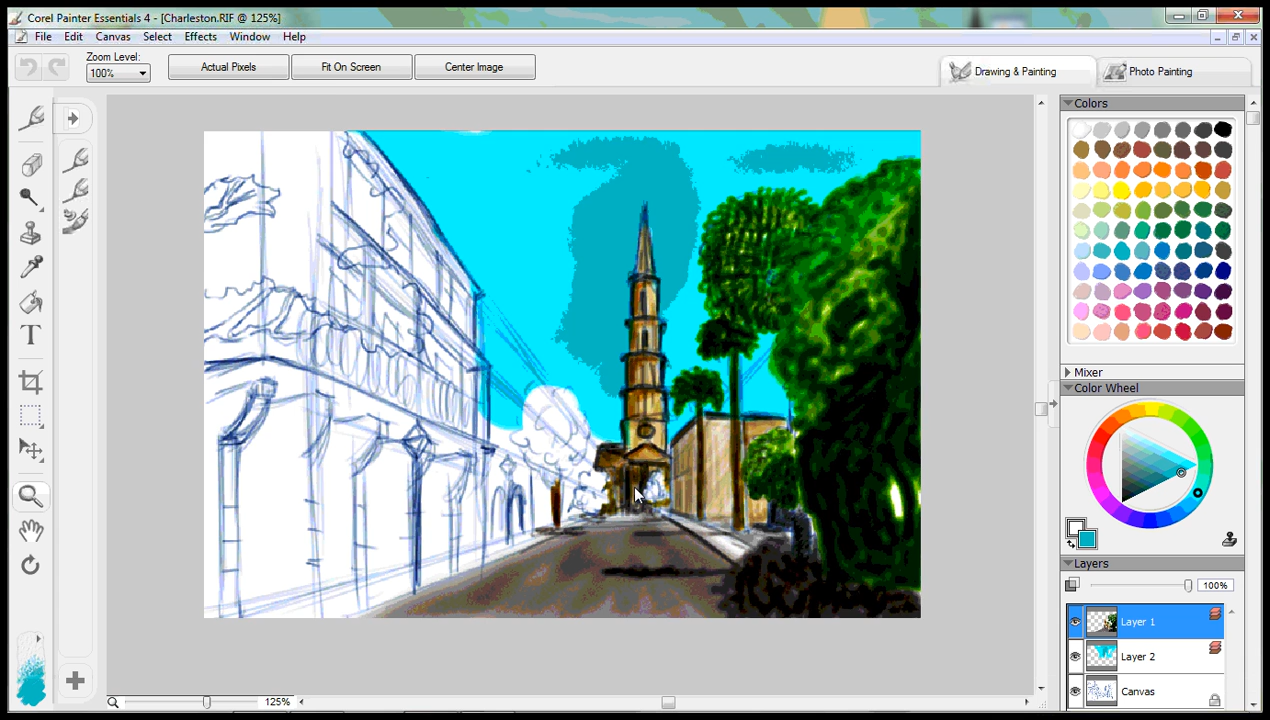 Corel Painter Essentials 4 - [Charleston.RIF @ 125%]
File Edit Canvas Select Effects Window Help
Zoom Level:
100%
Actual Pixels
Fit On Screen
Center Image
Drawing & Painting
Photo Painting
Colors
T
Mixer
Color Wheel
Layers
100%
Layer 1
Layer 2
Canvas
125%